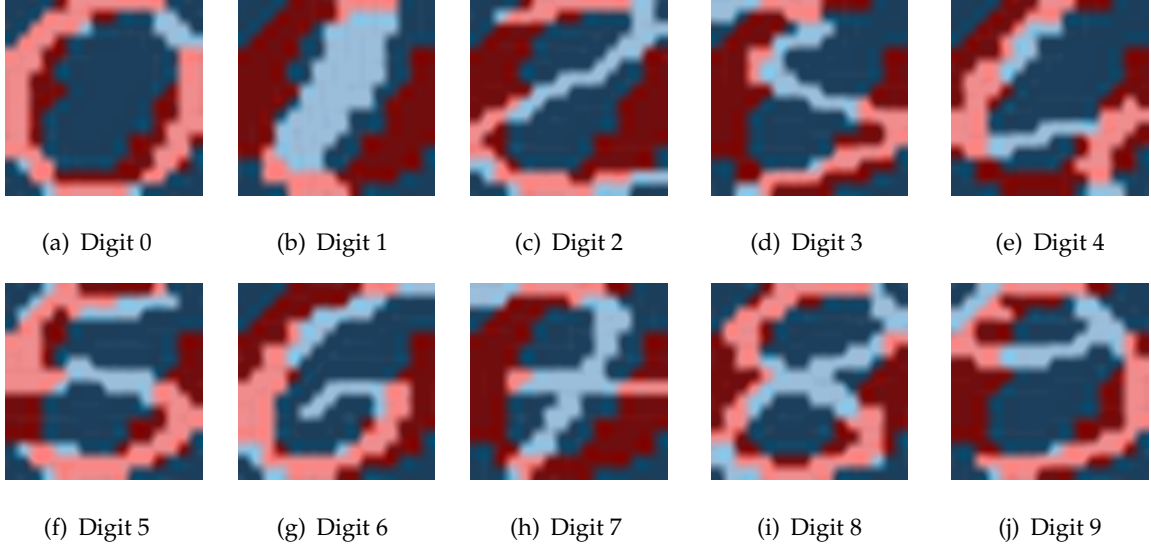 (a) Digit 0
(b) Digit 1
(c) Digit 2
(d) Digit 3
(e) Digit 4
(f) Digit 5
(g) Digit 6
(h) Digit 7
(i) Digit 8
(j) Digit 9